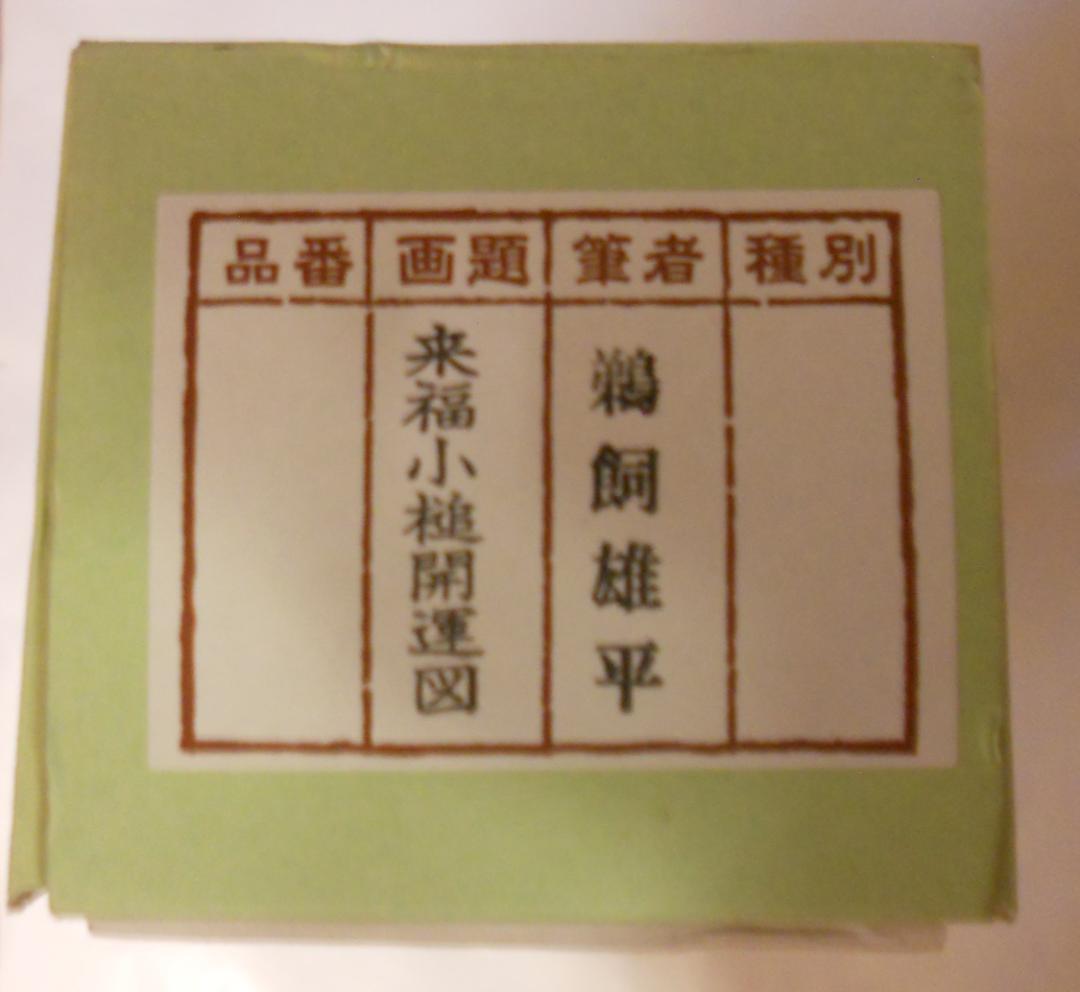 品番 画題 筆者 種別
来福小槌開運図
鵜飼雄平